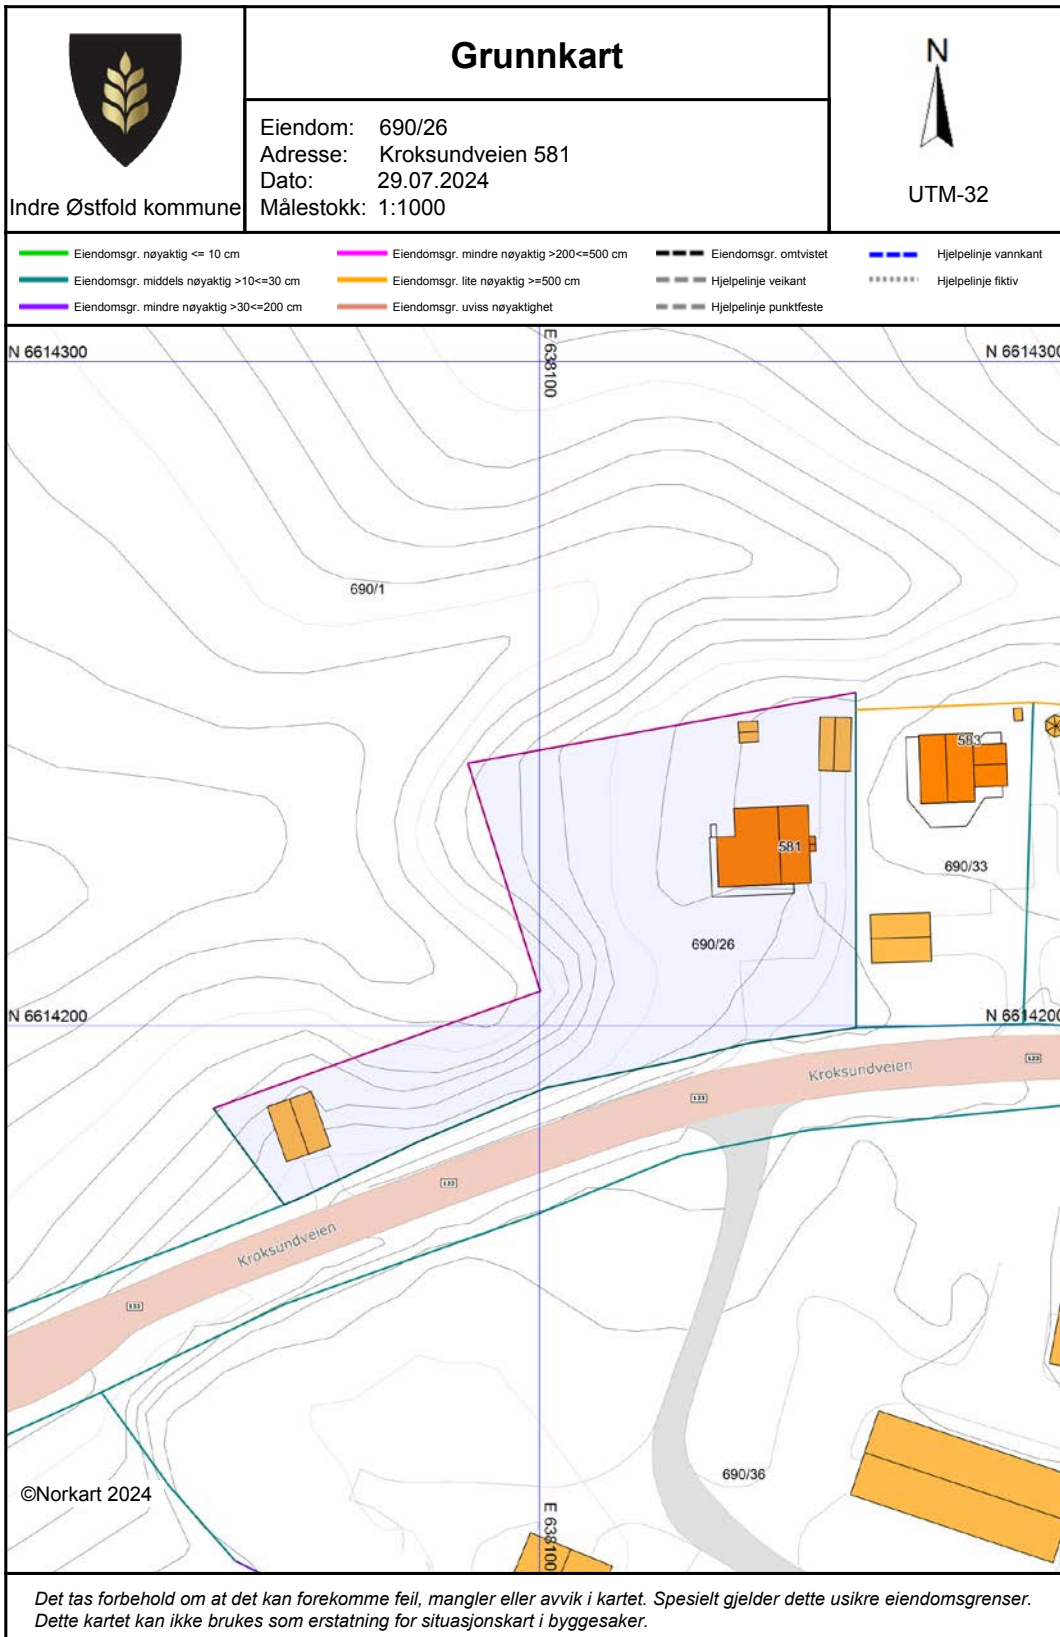 Grunnkart
Indre Østfold kommune
Eiendom: 690/26
Adresse: Kroksundveien 581
Dato: 29.07.2024
Målestokk: 1:1000
N
UTM-32
Eiendomsgr. nøyaktig <= 10 cm
Eiendomsgr. middels nøyaktig >10<=30 cm
Eiendomsgr. mindre nøyaktig >30<=200 cm
Eiendomsgr. mindre nøyaktig >200<=500 cm
Eiendomsgr. lite nøyaktig >=500 cm
Eiendomsgr. uviss nøyaktighet
Eiendomsgr. omtvistet
Hjelpelinje veikant
Hjelpelinje punktfeste
Hjelpelinje vannkant
Hjelpelinje fiktiv
N 6614300
E 638100
N 6614300
690/1
583
581
690/33
690/26
N 6614200
N 6614200
Kroksundveien
133
133
133
Kroksundveien
133
690/36
©Norkart 2024
E 638100
Det tas forbehold om at det kan forekomme feil, mangler eller avvik i kartet. Spesielt gjelder dette usikre eiendomsgrenser.
Dette kartet kan ikke brukes som erstatning for situasjonskart i byggesaker.